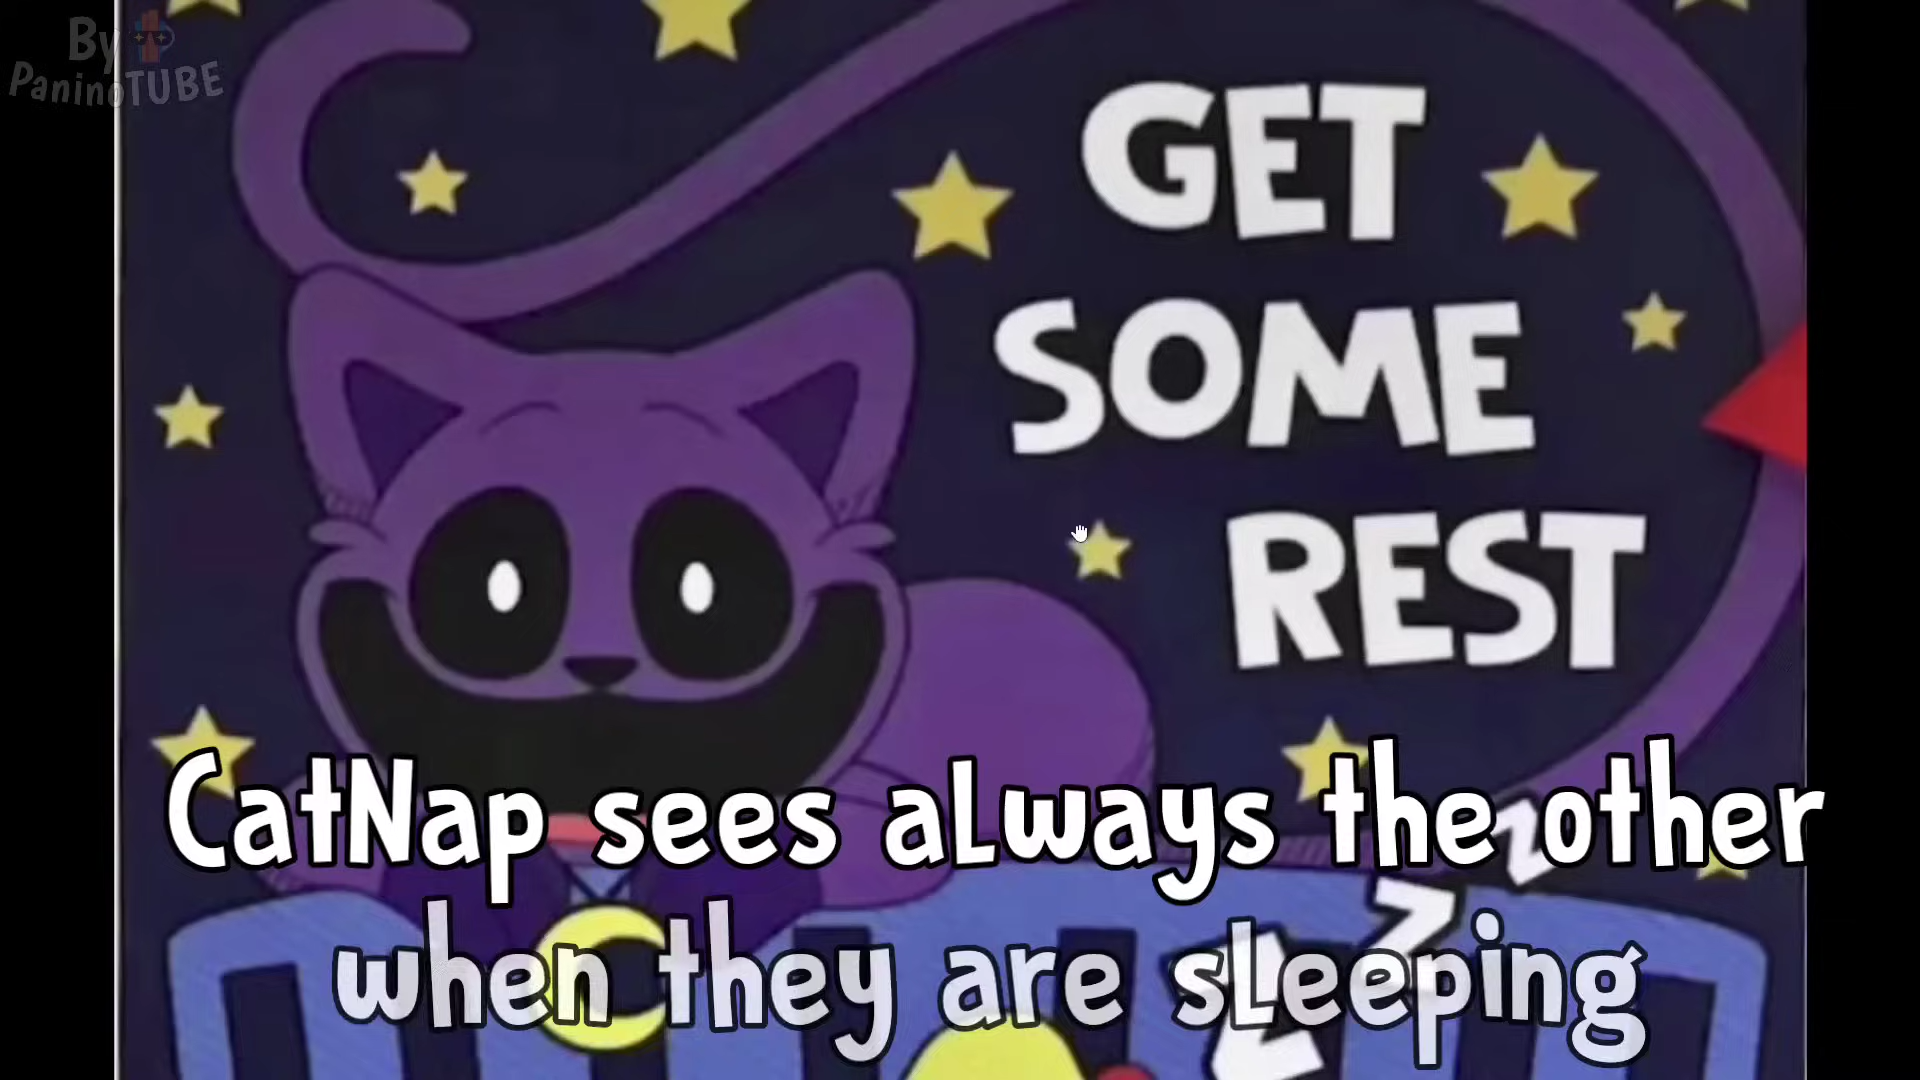 By
PaninoTUBE
GET
SOME
REST
CatNap sees always the other
when they are sleeping
z
z
z